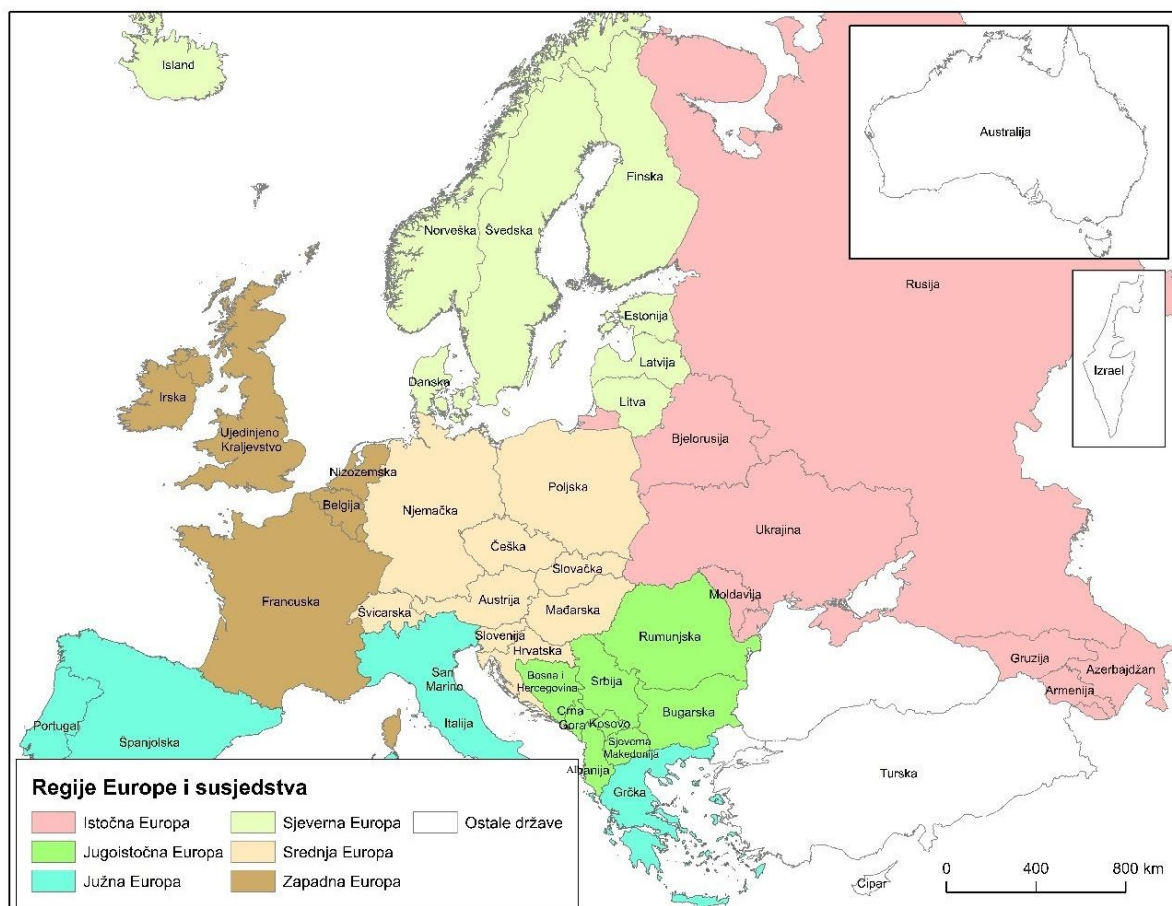 Island
Australija
Finska
Norveška
Švedska
Rusija
Estonija
Latvija
Izrael
Danska
Litva
Irska
Ujedinjeno
Kraljevstvo
Bjelorusija
Nizozemska
Poljska
Belgija
Njemačka
Ukrajina
Češka
Slovačka
Moldavija
Francuska
Austrija
Mađarska
Švicarska
Slovenija
Rumunjska
Hrvatska
Gruzija
San
Marino
Bosna i
Hercegovina
Srbija
Azerbajdžan
Armenija
Crna
Gora
Kosovo
Bugarska
Portugal
Španjolska
Italija
Sjeverna
Makedonija
Albanija
Grčka
Turska
Cipar
Regije Europe i susjedstva
Istočna Europa
Sjeverna Europa
Ostale države
Jugoistočna Europa
Srednja Europa
Južna Europa
Zapadna Europa
0 400 800 km